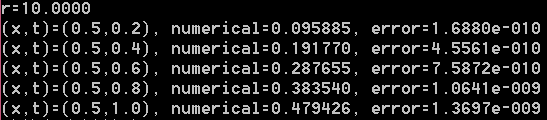 r=10.0000
(x,t)=(0.5,0.2), numerical=0.095885, error=1.6880e-010
(x,t)=(0.5,0.4), numerical=0.191770, error=4.5561e-010
(x,t)=(0.5,0.6), numerical=0.287655, error=7.5872e-010
(x,t)=(0.5,0.8), numerical=0.383540, error=1.0641e-009
(x,t)=(0.5,1.0), numerical=0.479426, error=1.3697e-009